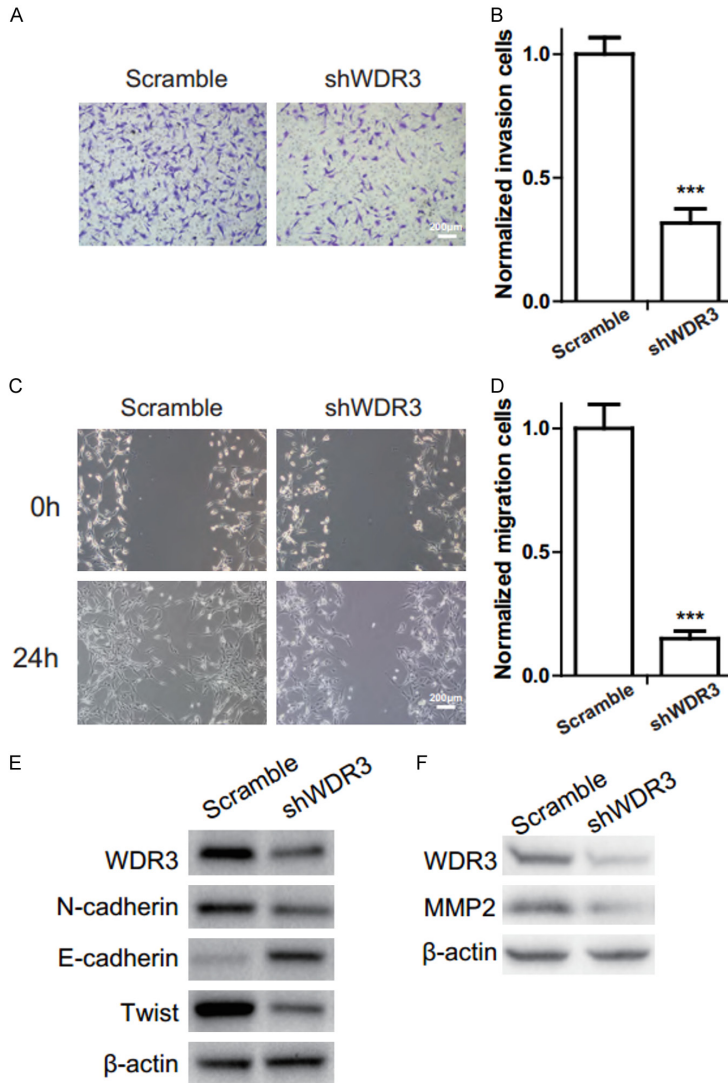 A
Scramble
shWDR3
200μm
B
Normalized invasion cells
1.0
0.5
0.0
***
Scramble
shWDR3
C
Scramble
shWDR3
0h
24h
200μm
D
Normalized migration cells
1.0
0.5
0.0
***
Scramble
shWDR3
E
Scramble
shWDR3
WDR3
N-cadherin
E-cadherin
Twist
β-actin
F
Scramble
shWDR3
WDR3
MMP2
β-actin